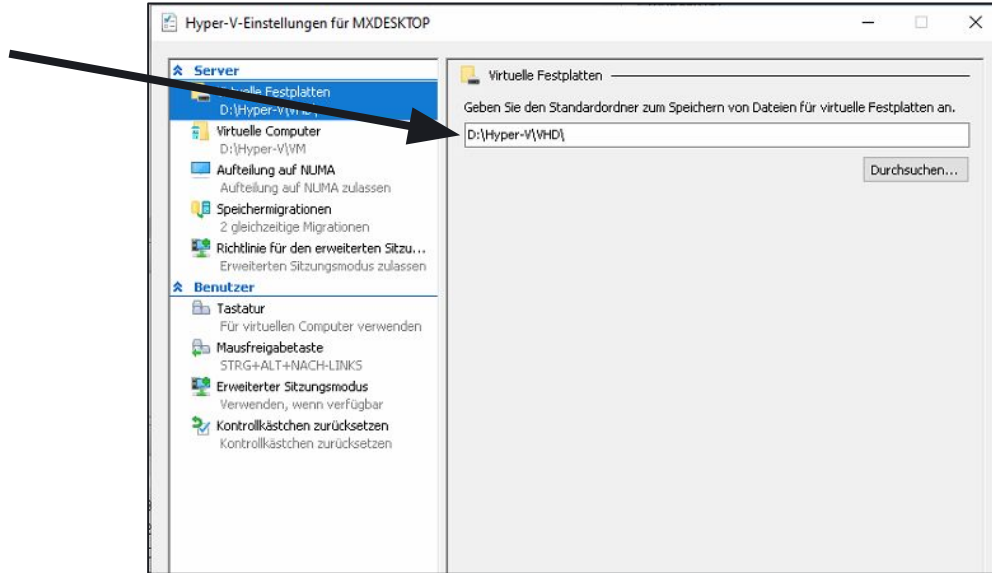 Hyper-V-Einstellungen für MXDESKTOP
Server
Virtuelle Festplatten
D:\Hyper-V\VHD\
Virtuelle Computer
D:\Hyper-V\VM
Aufteilung auf NUMA
Aufteilung auf NUMA zulassen
Speichermigrationen
2 gleichzeitige Migrationen
Richtlinie für den erweiterten Sitzu...
Erweiterten Sitzungsmodus zulassen
Benutzer
Tastatur
Für virtuellen Computer verwenden
Mausfreigabetaste
STRG+ALT+NACH-LINKS
Erweiterter Sitzungsmodus
Verwenden, wenn verfügbar
Kontrollkästchen zurücksetzen
Kontrollkästchen zurücksetzen
Virtuelle Festplatten
Geben Sie den Standardordner zum Speichern von Dateien für virtuelle Festplatten an.
D:\Hyper-V\VHD\
Durchsuchen...